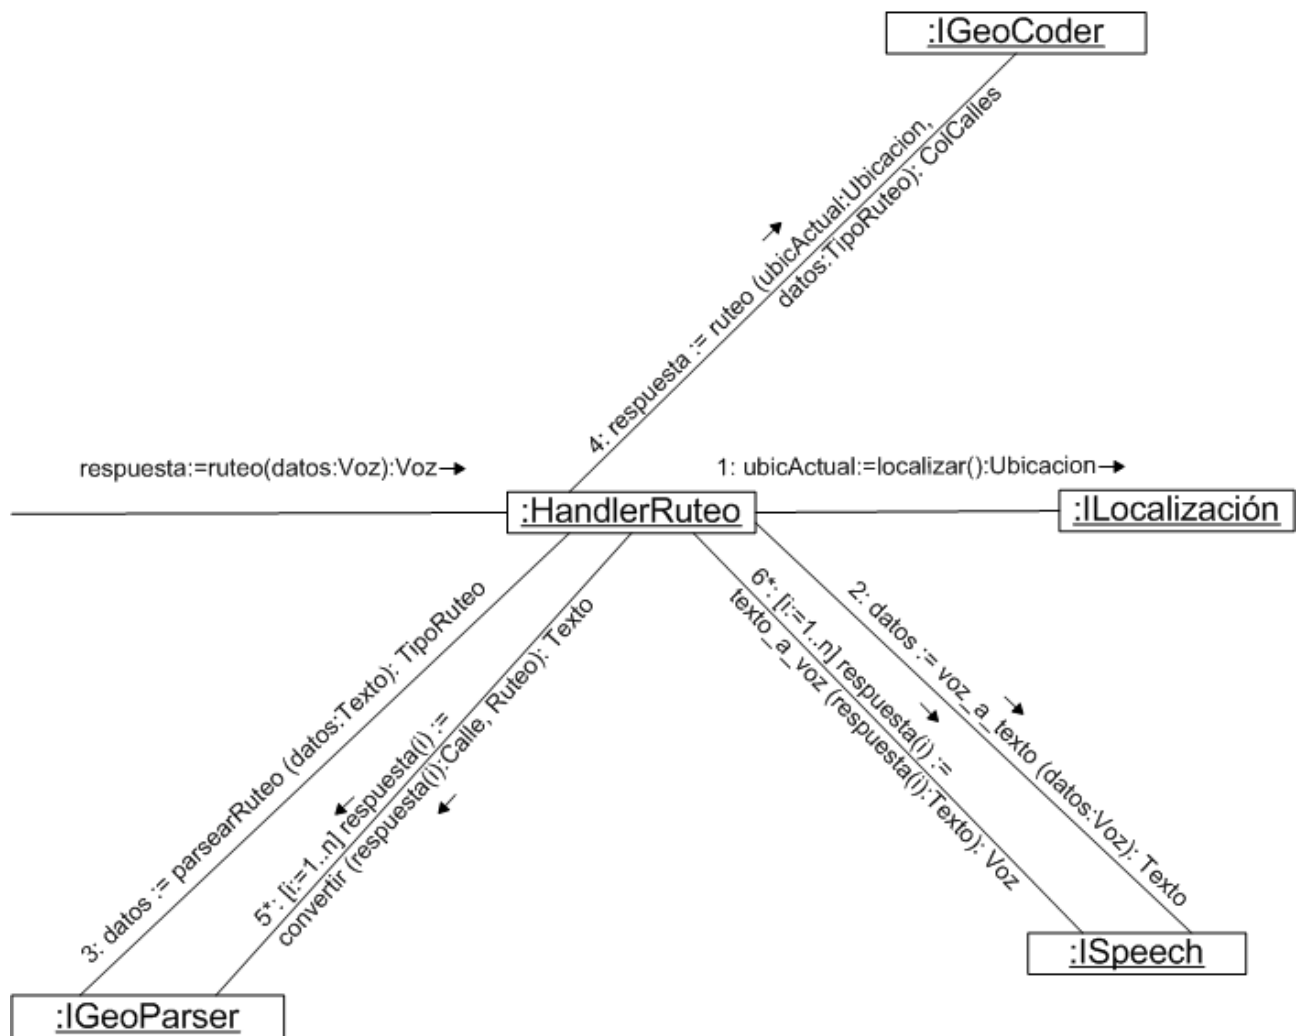 :IGeoCoder
4: respuesta := ruteo (ubicActual:Ubicacion,
datos:TipoRuteo): ColCalles
respuesta:=ruteo(datos:Voz):Voz
1: ubicActual:=localizar():Ubicacion
:HandlerRuteo
:ILocalización
3: datos := parsearRuteo (datos:Texto): TipoRuteo
5*: [i:=1..n] respuesta(i) :=
convertir (respuesta(i):Calle, Ruteo): Texto
6*: [i:=1..n] respuesta(i) :=
texto_a_voz (respuesta(i):Texto): Voz
2: datos := voz_a_texto (datos:Voz): Texto
:ISpeech
:IGeoParser